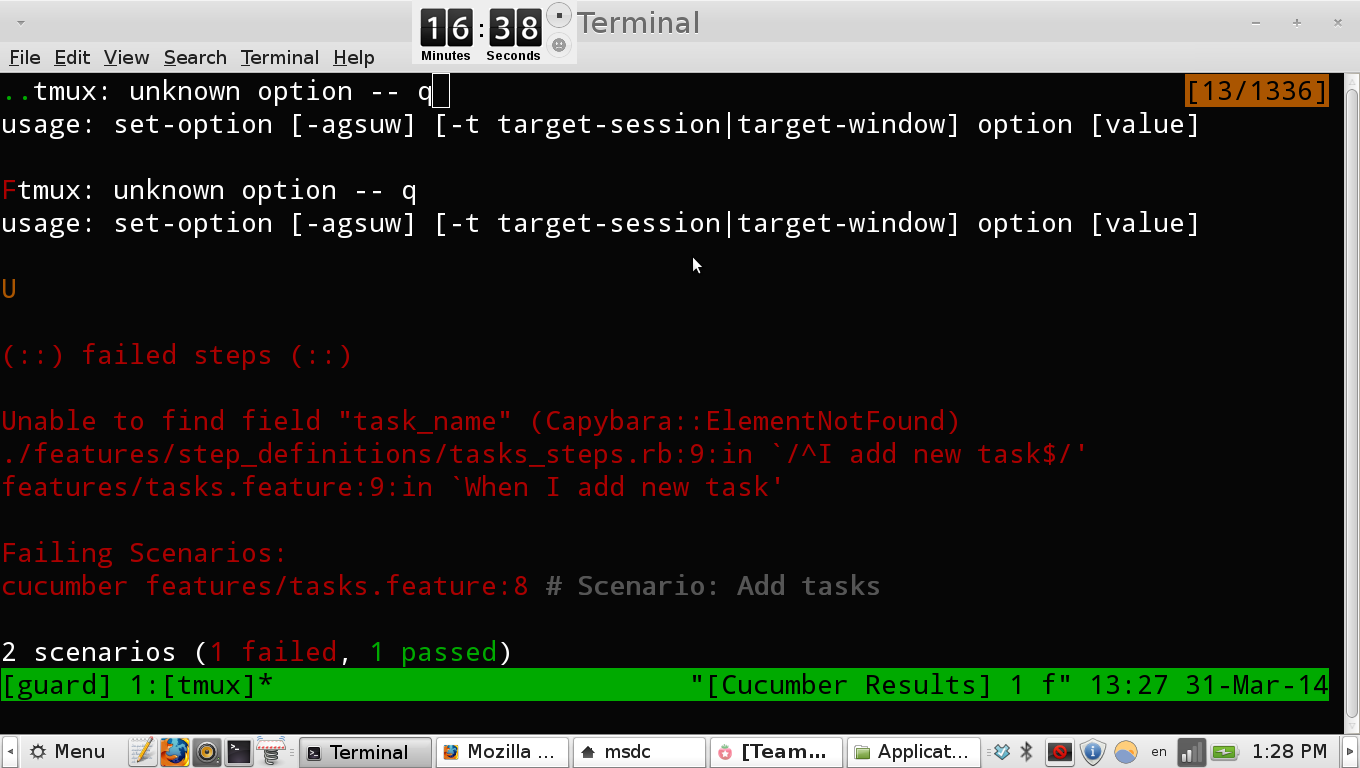 16:38
Minutes Seconds
Terminal
File Edit View Search Terminal Help
..tmux: unknown option -- q [13/1336]
usage: set-option [-agsuw] [-t target-session|target-window] option [value]
Ftmux: unknown option -- q
usage: set-option [-agsuw] [-t target-session|target-window] option [value]
U
(::) failed steps (::)
Unable to find field "task_name" (Capybara::ElementNotFound)
./features/step_definitions/tasks_steps.rb:9:in `/^I add new task$/'
features/tasks.feature:9:in `When I add new task'
Failing Scenarios:
cucumber features/tasks.feature:8 # Scenario: Add tasks
2 scenarios (1 failed, 1 passed)
[guard] 1:[tmux]* "[Cucumber Results] 1 f" 13:27 31-Mar-14
Menu Terminal Mozilla ... msdc [Team... Applicat... en 1:28 PM